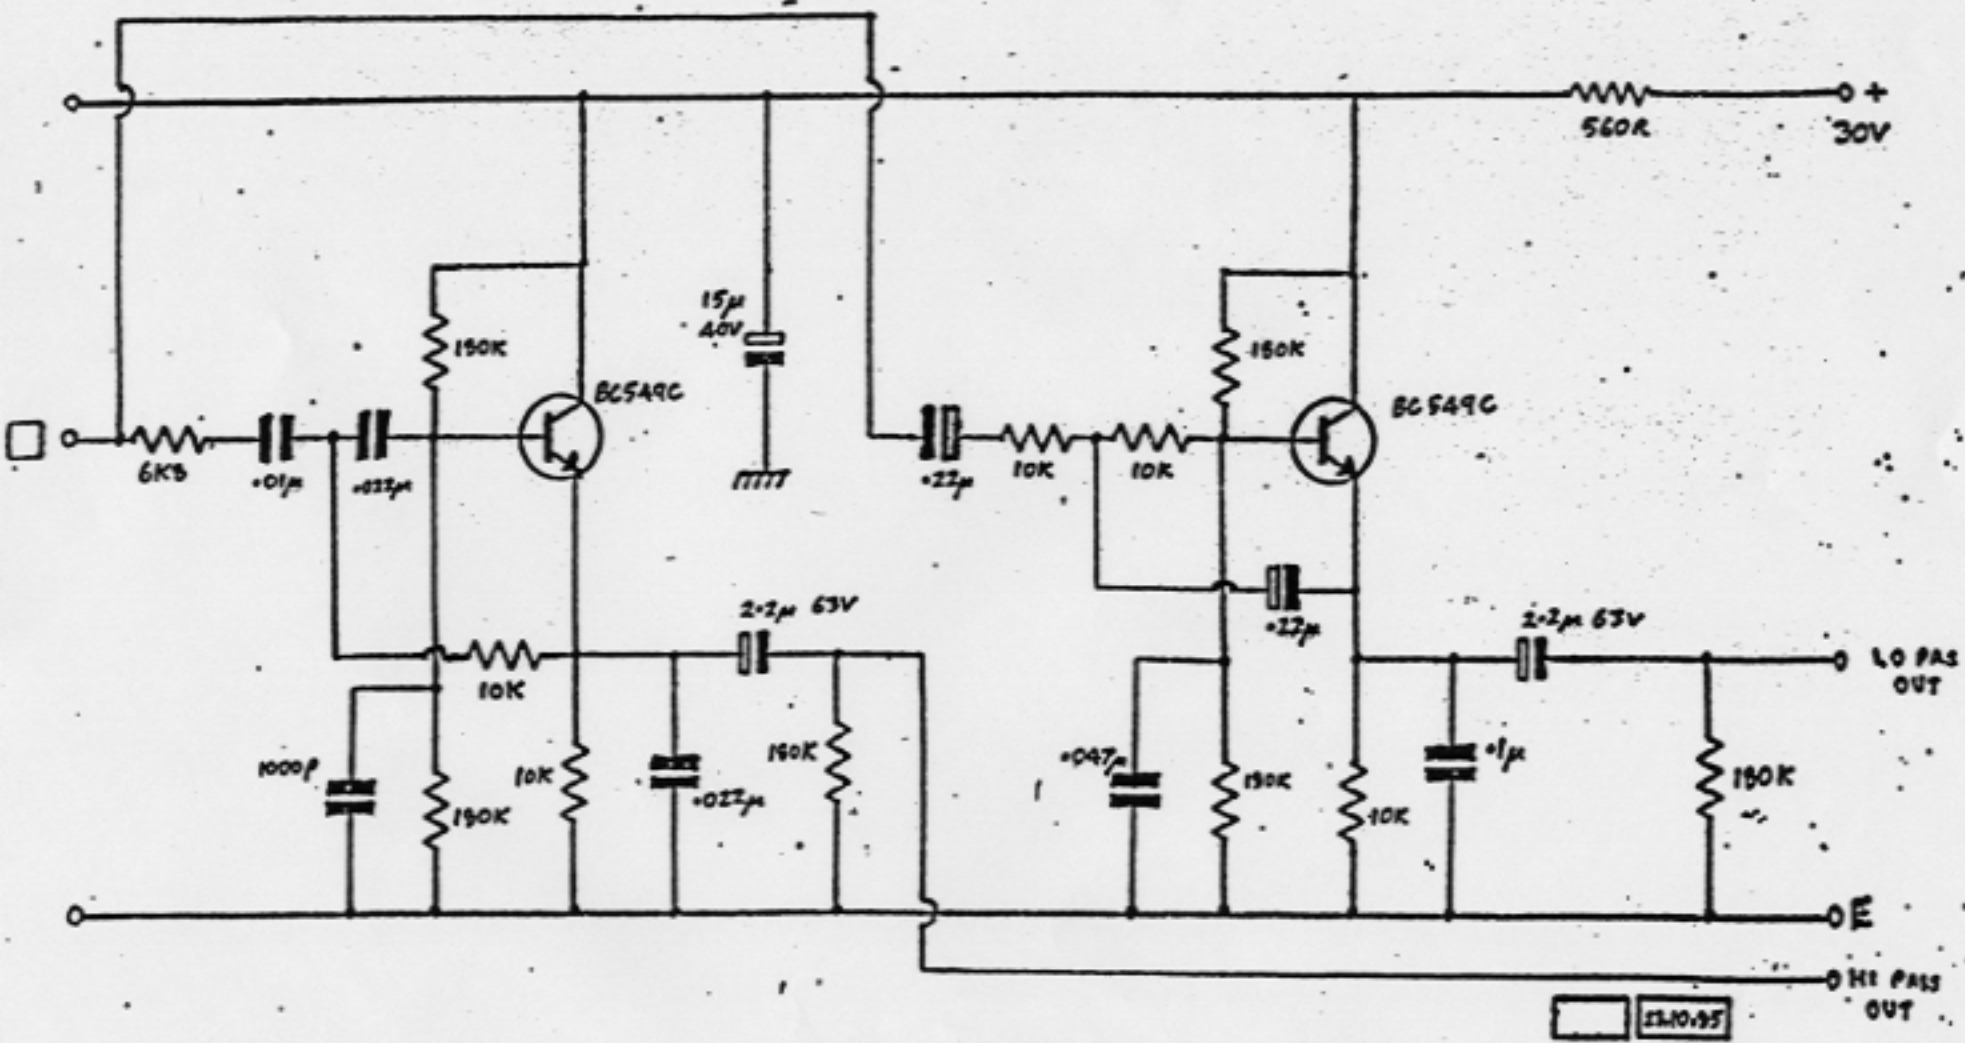 560R
+
30V
15μ
40V
180K
BC549C
180K
BC549C
6K8
.01μ
.022μ
.22μ
10K
10K
.22μ
2.2μ 63V
2.2μ 63V
LO PAS
OUT
10K
1000P
10K
180K
.022μ
180K
.047μ
180K
10K
.1μ
180K
E
HI PASS
OUT